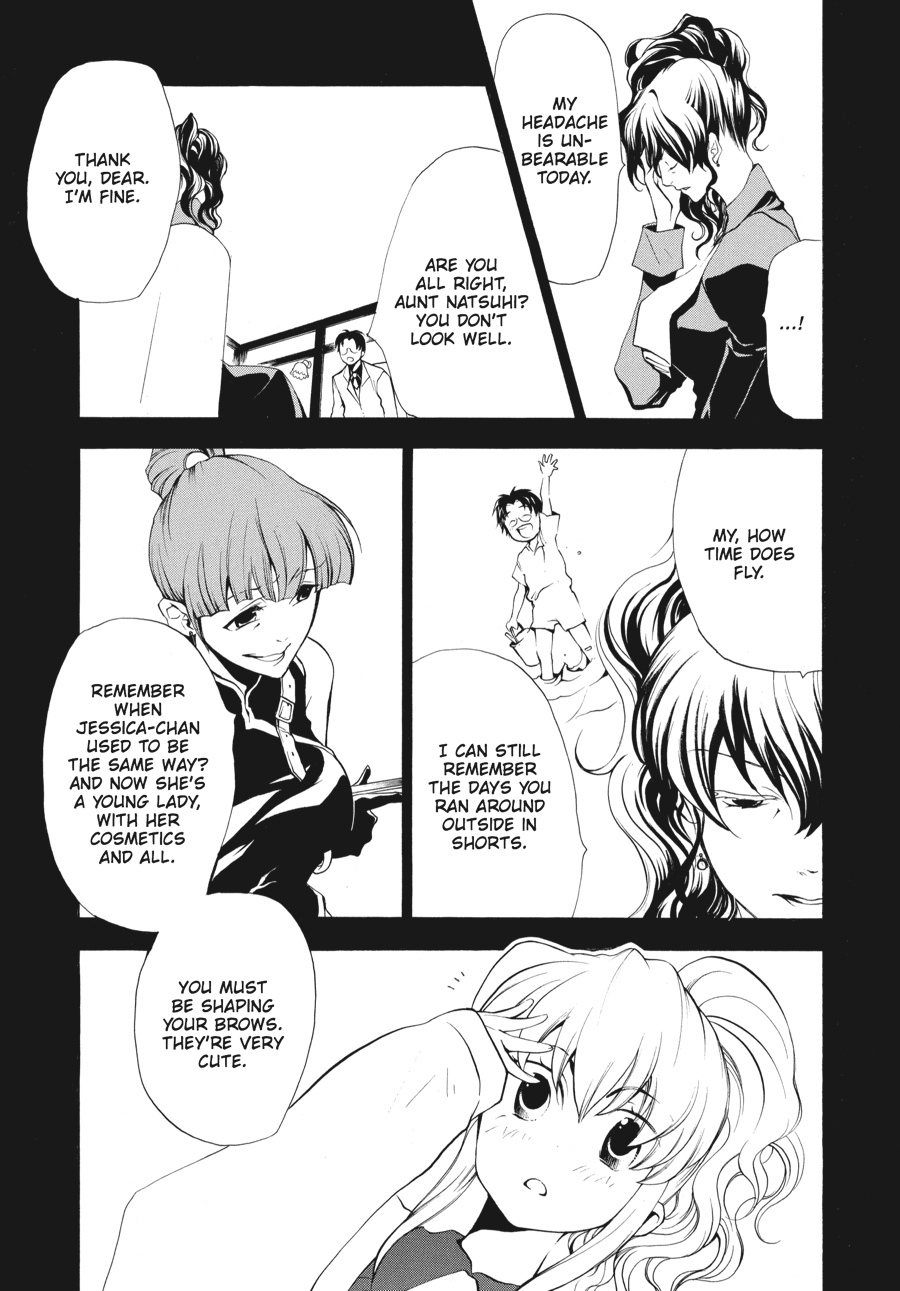 MY
HEADACHE
IS UN-
BEARABLE
TODAY.
...!
ARE YOU
ALL RIGHT,
AUNT NATSUHI?
YOU DON'T
LOOK WELL.
THANK
YOU, DEAR.
I'M FINE.
MY, HOW
TIME DOES
FLY.
I CAN STILL
REMEMBER
THE DAYS YOU
RAN AROUND
OUTSIDE IN
SHORTS.
REMEMBER
WHEN
JESSICA-CHAN
USED TO BE
THE SAME WAY?
AND NOW SHE'S
A YOUNG LADY,
WITH HER
COSMETICS
AND ALL.
YOU MUST
BE SHAPING
YOUR BROWS.
THEY'RE VERY
CUTE.